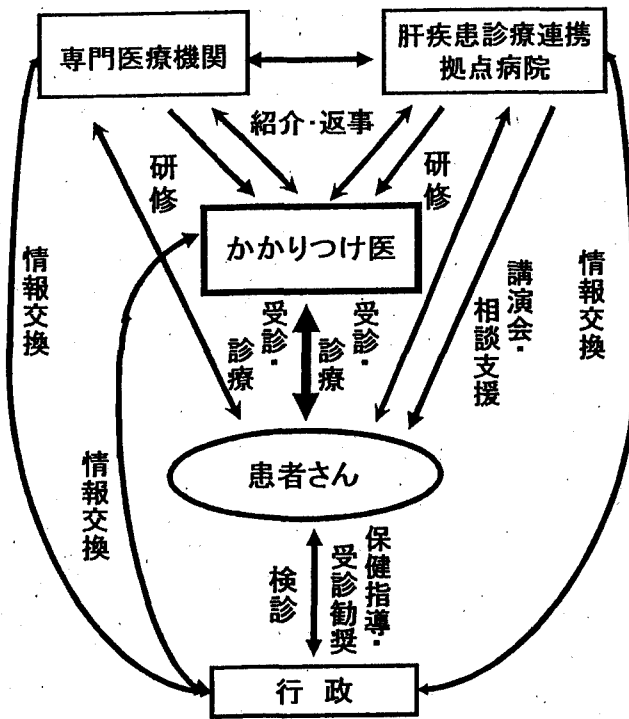 専門医療機関
肝疾患診療連携
拠点病院
紹介・返事
研修
研修
かかりつけ医
情報交換
受診・
診療
受診・
診療
講演会・
相談支援
情報交換
情報交換
患者さん
検診
保健指導・
受診勧奨
行政